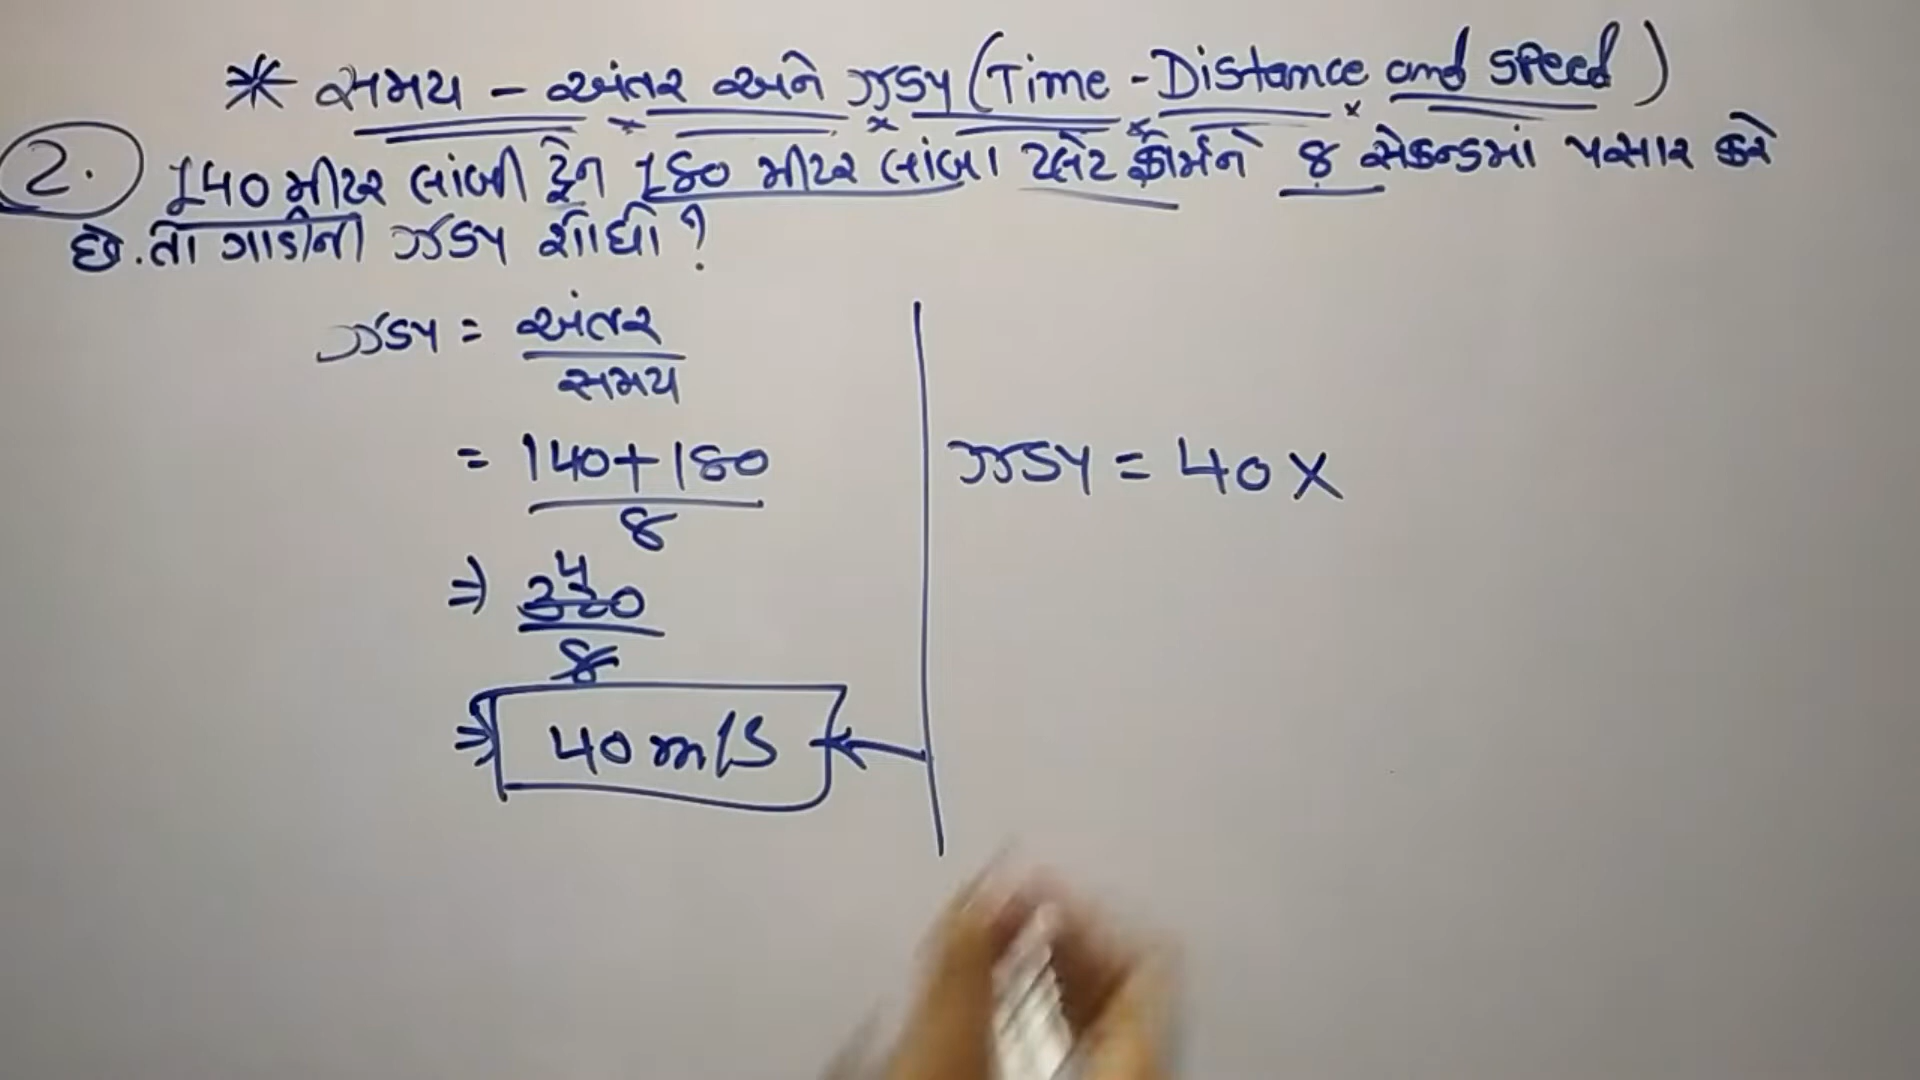 * સમય - અંતર અને ઝડપ (Time - Distance and speed)
2. 140 મીટર લાંબી ટ્રેન 180 મીટર લાંબા પ્લેટફોર્મને 8 સેકન્ડમાં પસાર કરે
છે. તો ગાડીની ઝડપ શોધો?
ઝડપ = અંતર
સમય
= 140+180
8
⇒ 320
4
8
⇒ 40 m/s
ઝડપ = 40 X